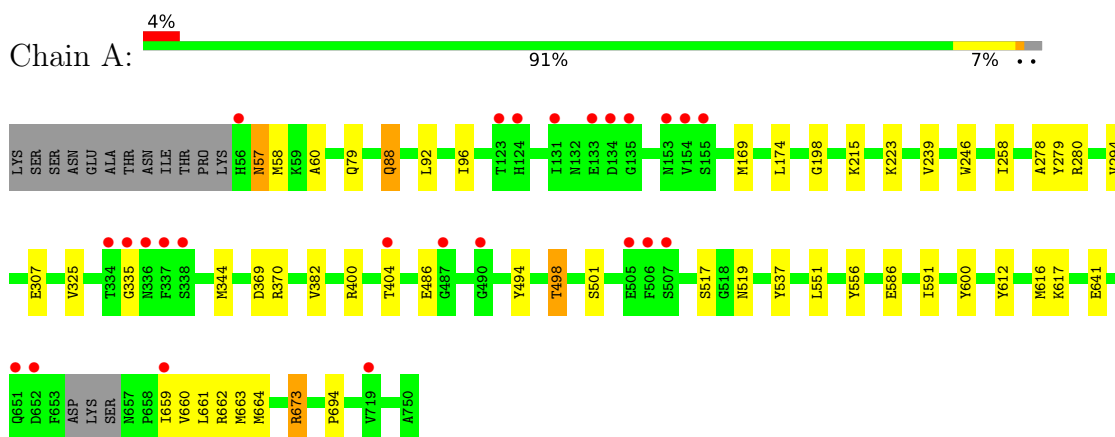 4%
Chain A:
91% 7% • •
LYS SER SER ASN GLU ALA THR ASN ILE THR PRO LYS H56 N57 M58 K59 A60 Q79 Q88 L92 I96 T123 H124 I131 N132 E133 D134 G135 N153 V154 S155 M169 L174 G198 K215 K223 V239 W246 I258 A278 Y279 R280
E307 V325 T334 G335 N336 F337 S338 M344 D369 R370 V382 R400 T404 E486 G487 G490 Y494 T498 S501 E505 F506 S507 S517 G518 N519 Y537 L551 Y556 E586 I591 Y600 Y612 M616 K617 E641
Q651 D652 F653 ASP LYS SER N657 P658 I659 V660 L661 R662 M663 M664 R673 P694 V719 A750